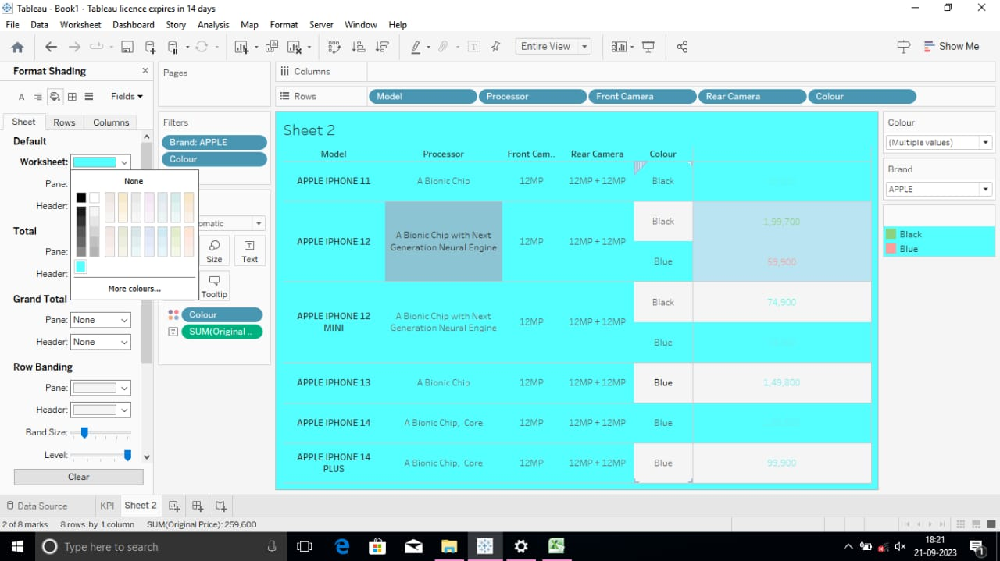 Tableau - Book1 - Tableau licence expires in 14 days
File Data Worksheet Dashboard Story Analysis Map Format Server Window Help
Entire View
Show Me
Format Shading
Fields
Sheet Rows Columns
Default
Worksheet:
None
Pane:
Header:
Total
Pane:
Header:
More colours...
Grand Total
Pane: None
Header: None
Row Banding
Pane:
Header:
Band Size:
Level:
Clear
Pages
Filters
Brand: APPLE
Colour
omatic
Size
Text
Tooltip
Colour
SUM(Original ..
Columns
Rows
Model Processor Front Camera Rear Camera Colour
Sheet 2
Model Processor Front Cam.. Rear Camera Colour
APPLE IPHONE 11 A Bionic Chip 12MP 12MP + 12MP Black
APPLE IPHONE 12 A Bionic Chip with Next Generation Neural Engine 12MP 12MP + 12MP Black 1,99,700
Blue 59,900
APPLE IPHONE 12 MINI A Bionic Chip with Next Generation Neural Engine 12MP 12MP + 12MP Black 74,900
Blue
APPLE IPHONE 13 A Bionic Chip 12MP 12MP + 12MP Blue 1,49,800
APPLE IPHONE 14 A Bionic Chip, Core 12MP 12MP + 12MP Blue
APPLE IPHONE 14 PLUS A Bionic Chip, Core 12MP 12MP + 12MP Blue 99,900
Colour
(Multiple values)
Brand
APPLE
Black
Blue
Data Source KPI Sheet 2
2 of 8 marks 8 rows by 1 column SUM(Original Price): 259,600
Type here to search
18:21
21-09-2023
1